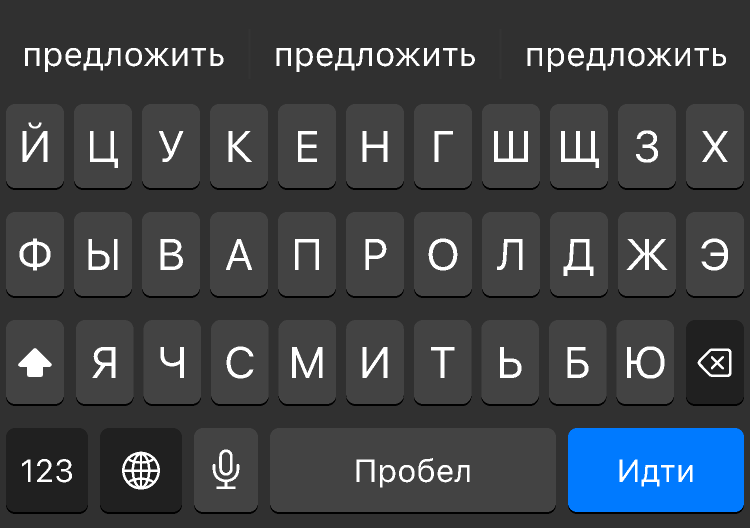 предложить предложить предложить
Й Ц У К Е Н Г Ш Щ З Х
Ф Ы В А П Р О Л Д Ж Э
Я Ч С М И Т Ь Б Ю
123 Пробел Идти